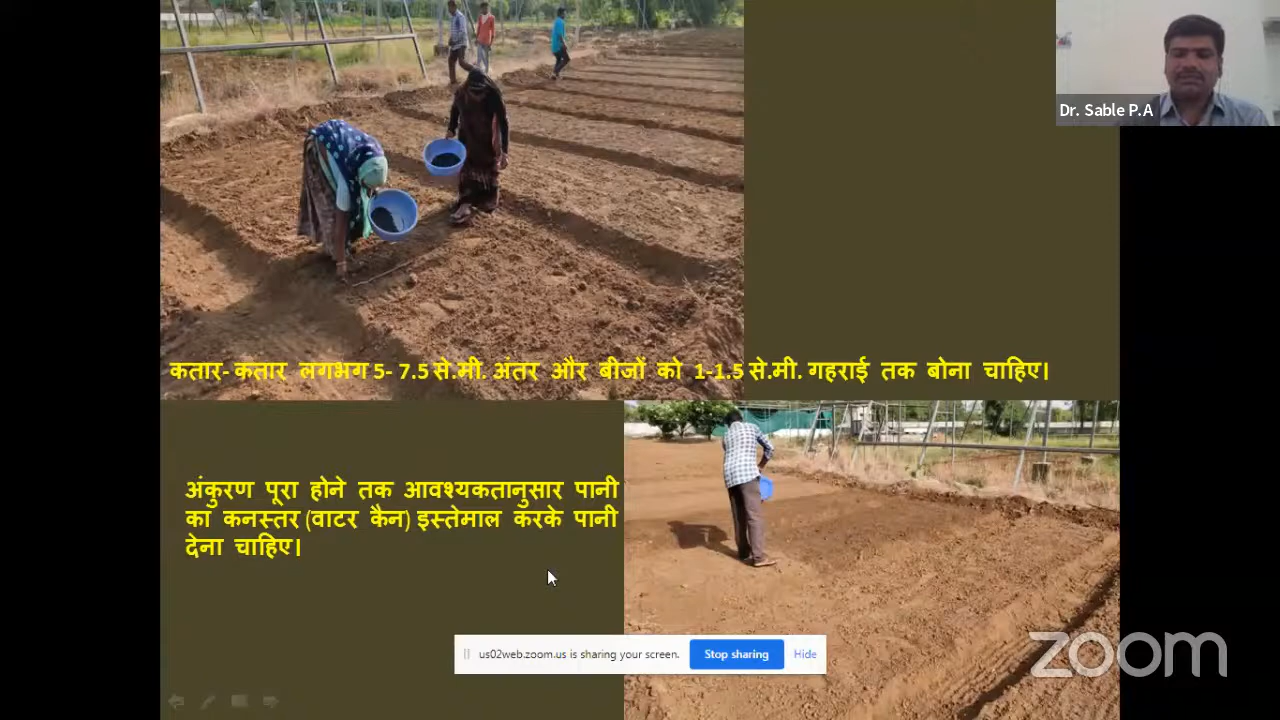 Dr. Sable P.A
कतार- कतार लगभग 5- 7.5 से.मी. अंतर और बीजों को 1-1.5 से.मी. गहराई तक बोना चाहिए।
अंकुरण पूरा होने तक आवश्यकतानुसार पानी
का कनस्तर (वाटर कैन) इस्तेमाल करके पानी
देना चाहिए।
us02web.zoom.us is sharing your screen. Stop sharing Hide
zoom